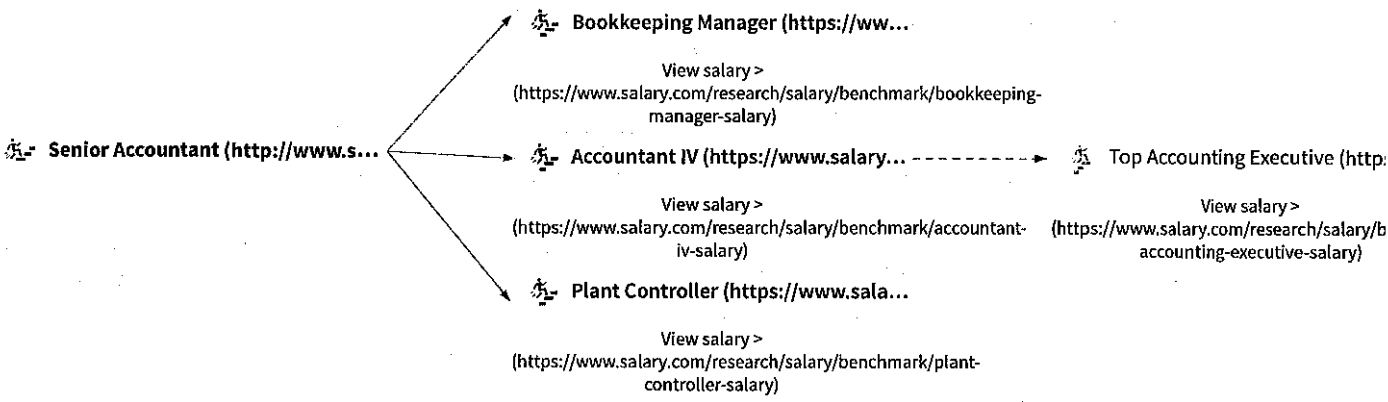 Bookkeeping Manager (https://ww...
View salary >
(https://www.salary.com/research/salary/benchmark/bookkeeping-
manager-salary)
Senior Accountant (http://www.s...
Accountant IV (https://www.salary...
Top Accounting Executive (http:
View salary >
(https://www.salary.com/research/salary/benchmark/accountant-
iv-salary)
View salary >
(https://www.salary.com/research/salary/b
accounting-executive-salary)
Plant Controller (https://www.sala...
View salary >
(https://www.salary.com/research/salary/benchmark/plant-
controller-salary)